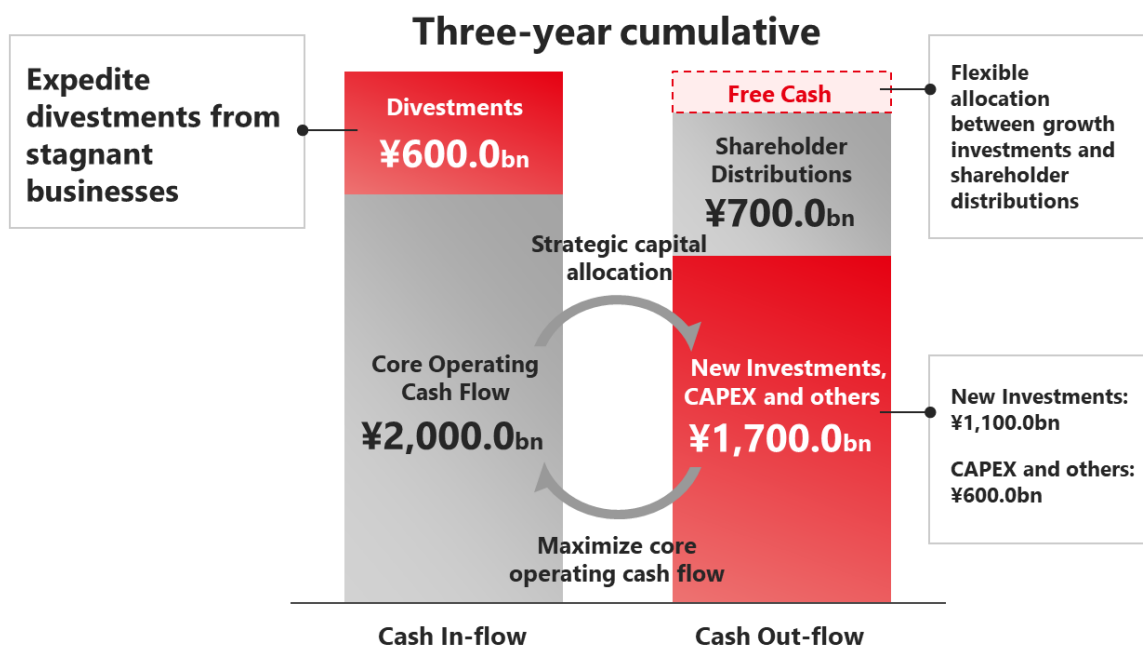 Three-year cumulative
Expedite
divestments from
stagnant
businesses
Divestments
¥600.0bn
Core Operating
Cash Flow
¥2,000.0bn
Cash In-flow
Strategic capital
allocation
Maximize core
operating cash flow
Free Cash
Shareholder
Distributions
¥700.0bn
New Investments,
CAPEX and others
¥1,700.0bn
Cash Out-flow
Flexible
allocation
between growth
investments and
shareholder
distributions
New Investments:
¥1,100.0bn
CAPEX and others:
¥600.0bn